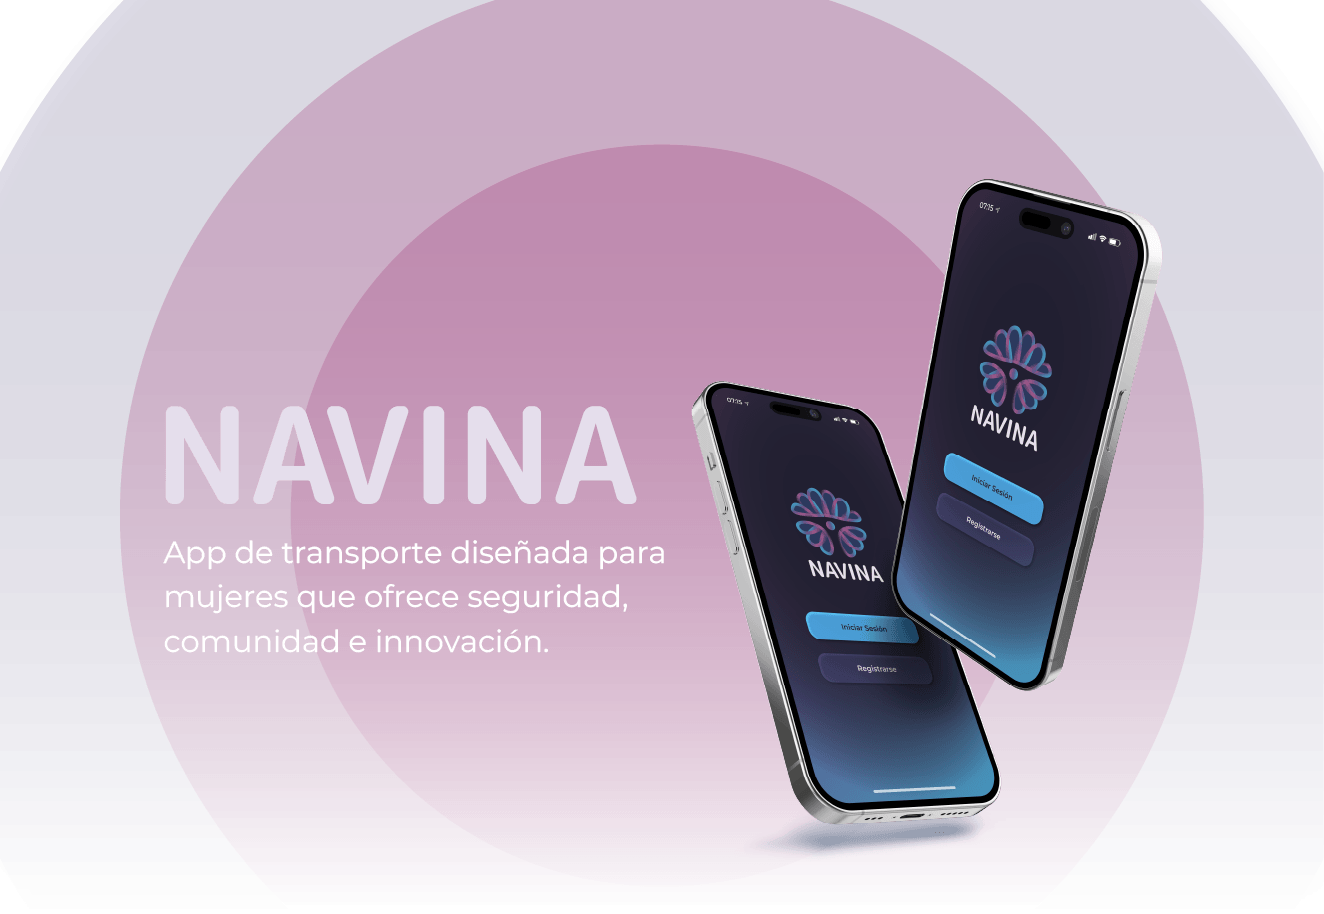 NAVINA
App de transporte diseñada para
mujeres que ofrece seguridad,
comunidad e innovación.
07:15
NAVINA
Iniciar Sesión
Registrarse
07:15
NAVINA
Iniciar Sesión
Registrarse